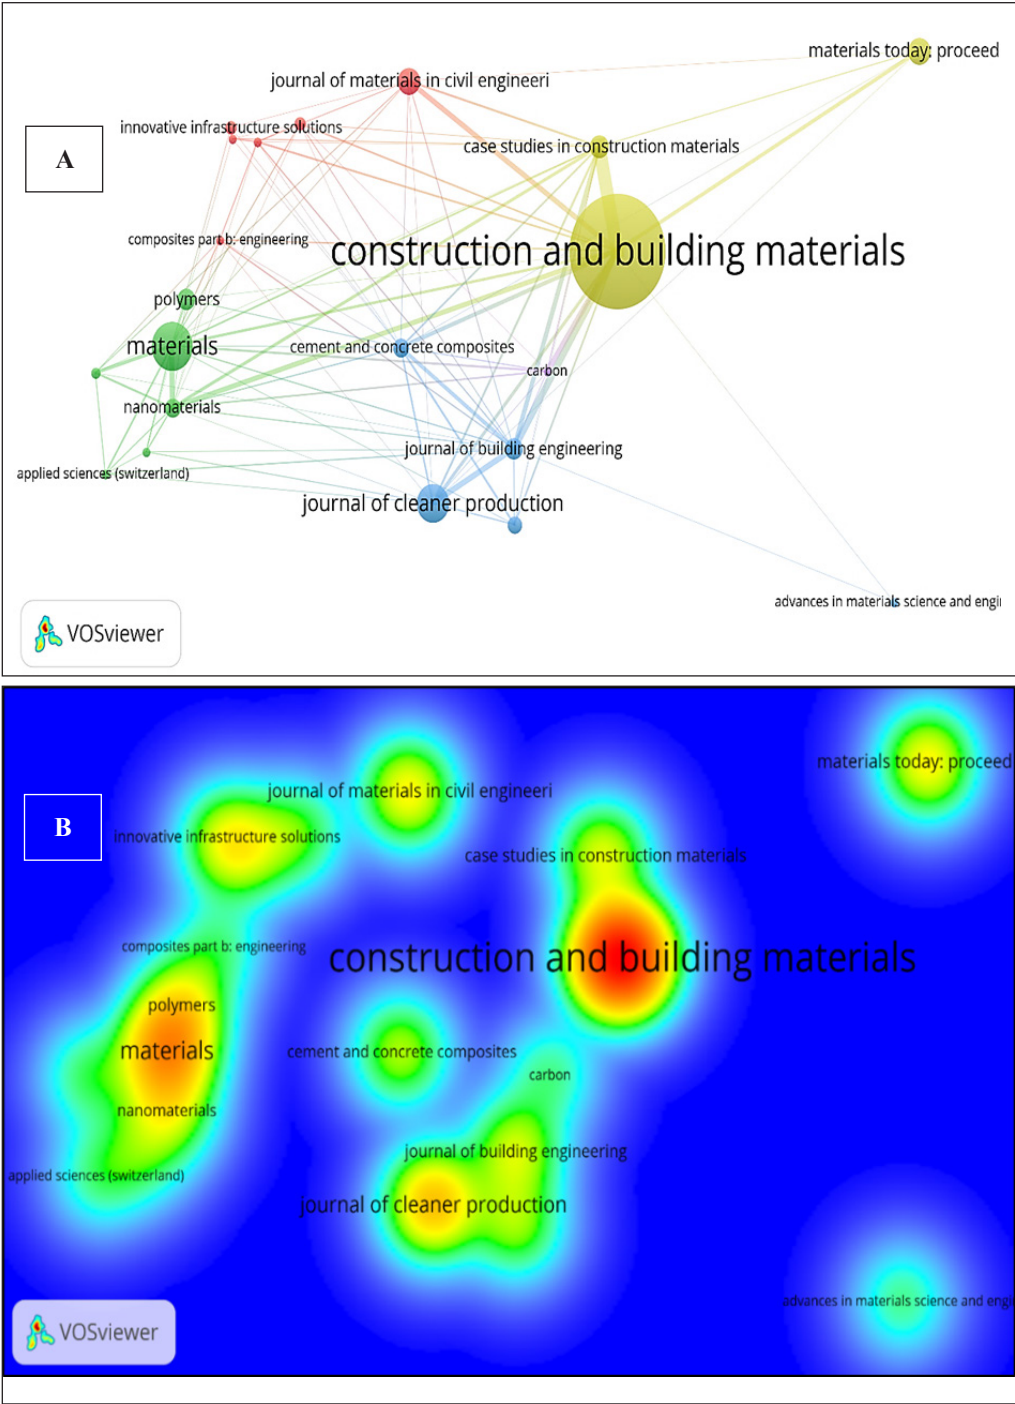 materials today: proceed
journal of materials in civil engineeri
innovative infrastructure solutions
case studies in construction materials
A
composites part b: engineering
construction and building materials
polymers
materials
cement and concrete composites
carbon
nanomaterials
journal of building engineering
applied sciences (switzerland)
journal of cleaner production
advances in materials science and engi
VOSviewer
materials today: proceed
journal of materials in civil engineeri
B
innovative infrastructure solutions
case studies in construction materials
composites part b: engineering
construction and building materials
polymers
materials
cement and concrete composites
carbon
nanomaterials
journal of building engineering
applied sciences (switzerland)
journal of cleaner production
advances in materials science and engi
VOSviewer